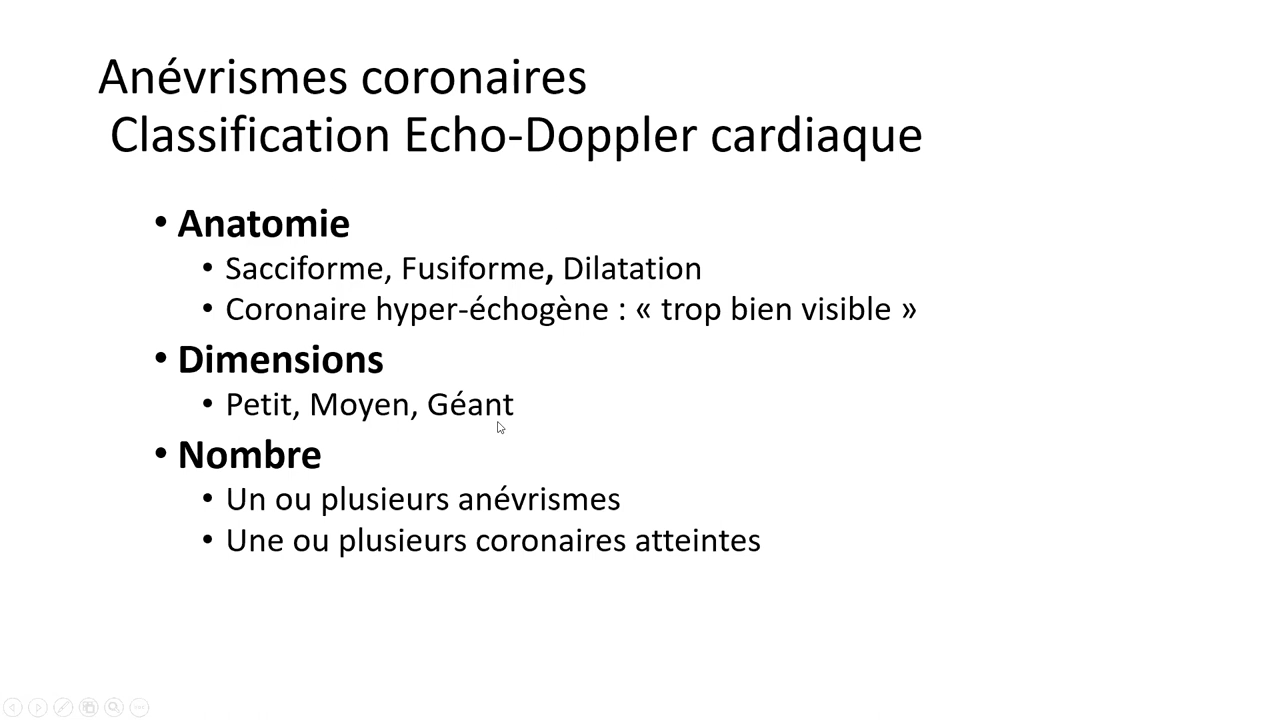 Anévrismes coronaires
Classification Echo-Doppler cardiaque
• Anatomie
• Sacciforme, Fusiforme, Dilatation
• Coronaire hyper-échogène : « trop bien visible »
• Dimensions
• Petit, Moyen, Géant
• Nombre
• Un ou plusieurs anévrismes
• Une ou plusieurs coronaires atteintes